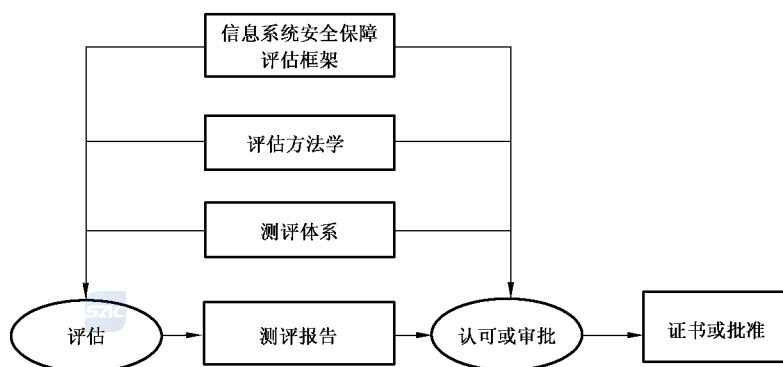 信息系统安全保障
评估框架
评估方法学
测评体系
SAC
评估
测评报告
认可或审批
证书或批准